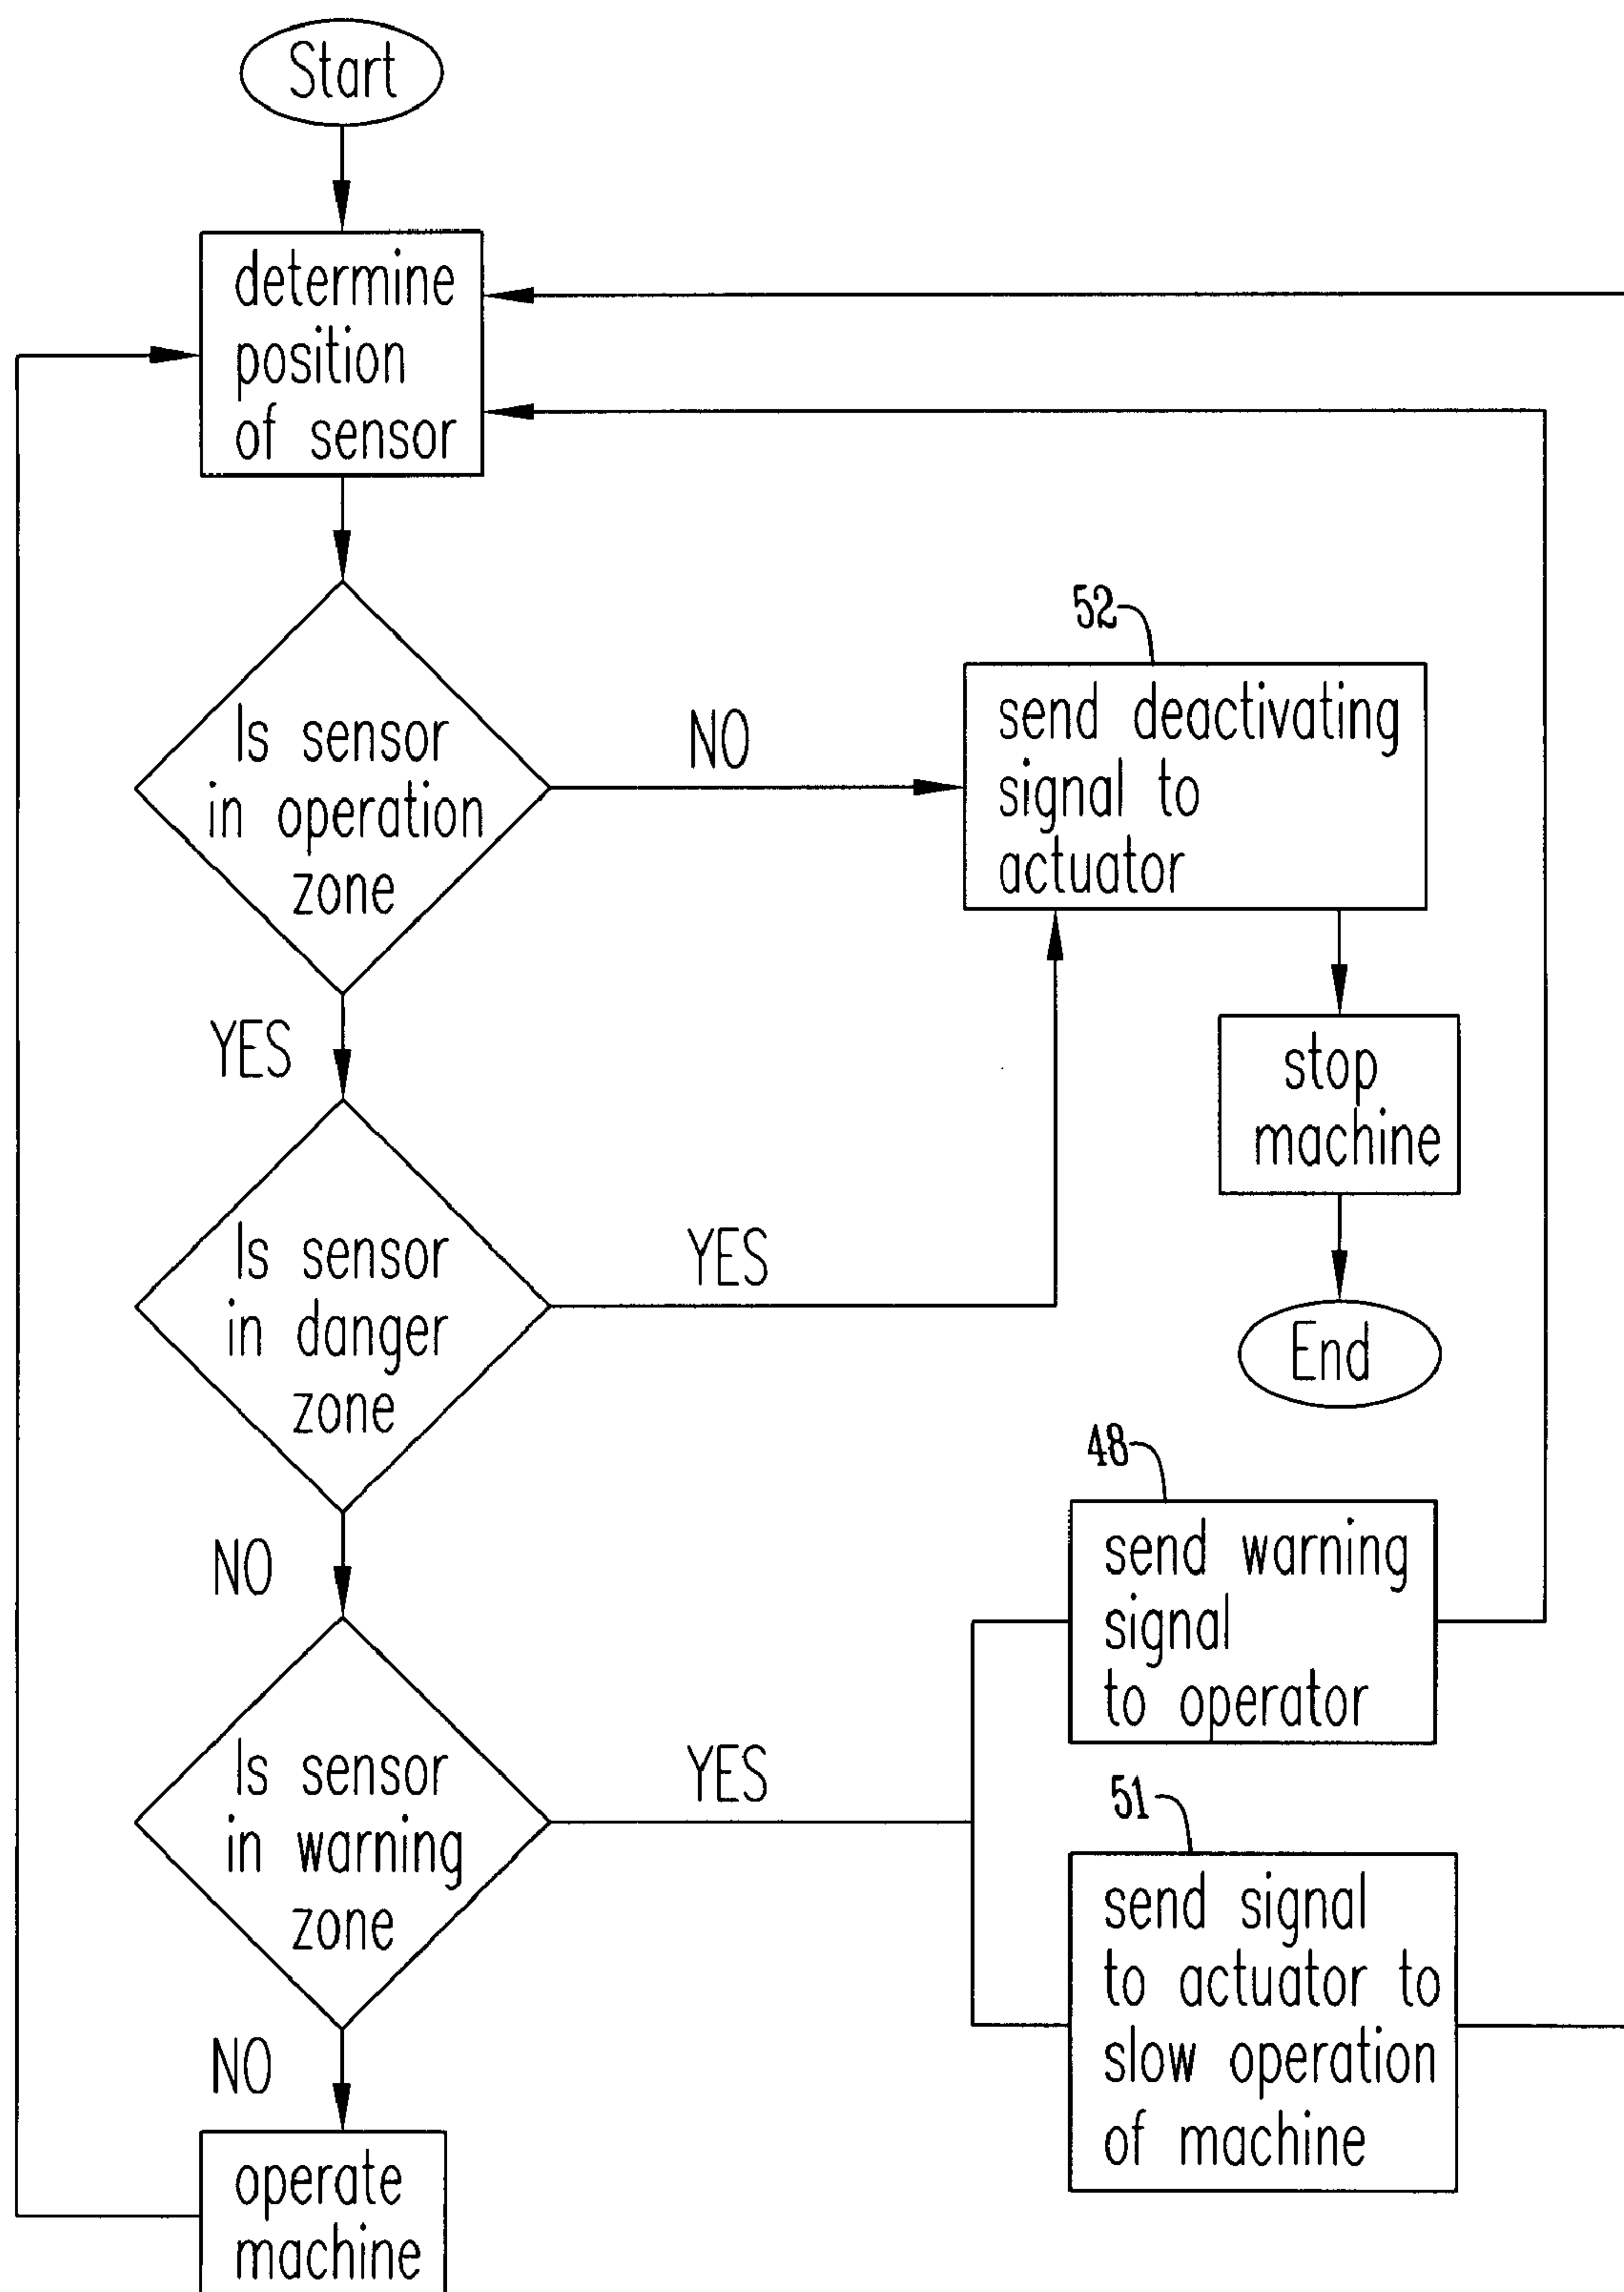 Start
determine
position
of sensor
Is sensor
in operation
zone
NO
52
send deactivating
signal to
actuator
YES
stop
machine
Is sensor
in danger
zone
YES
End
NO
48
send warning
signal
to operator
Is sensor
in warning
zone
YES
51
send signal
to actuator to
slow operation
of machine
NO
operate
machine